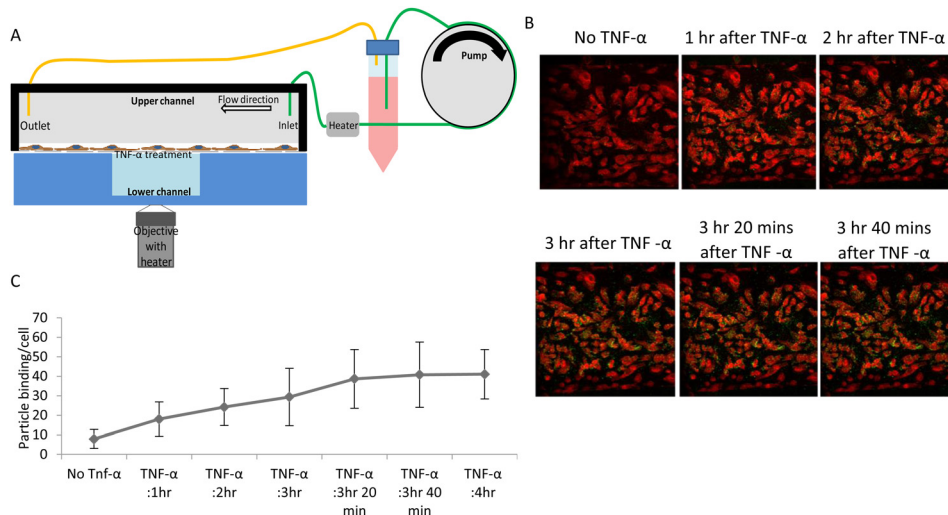 A
Pump
Upper channel
Flow direction
Outlet
Inlet
Heater
TNF-α treatment
Lower channel
Objective
with
heater
B
No TNF-α
1 hr after TNF-α
2 hr after TNF-α
3 hr after TNF -α
3 hr 20 mins
after TNF -α
3 hr 40 mins
after TNF -α
C
Particle binding/cell
70
60
50
40
30
20
10
0
No Tnf-α
TNF-α
:1hr
TNF-α
:2hr
TNF-α
:3hr
TNF-α
:3hr 20
min
TNF-α
:3hr 40
min
TNF-α
:4hr